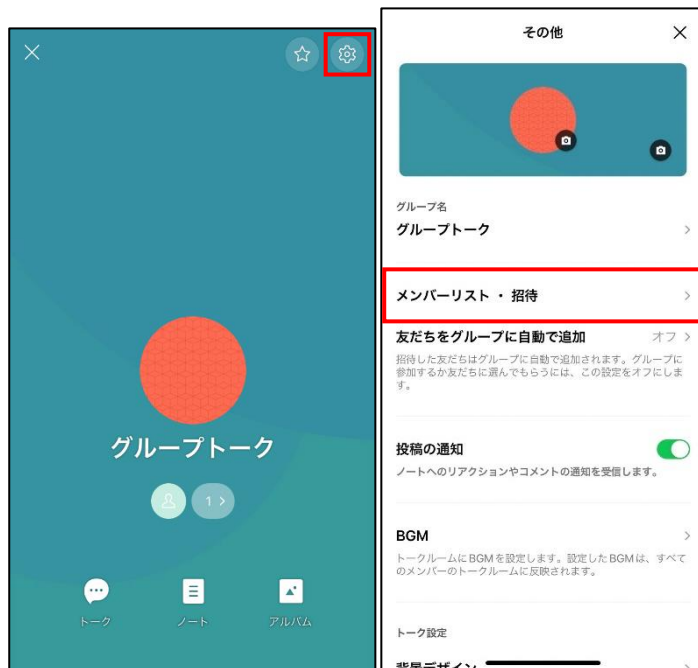 グループトーク
1
トーク
ノート
アルバム
その他
グループ名
グループトーク
メンバーリスト ・ 招待
友だちをグループに自動で追加
オフ
招待した友だちはグループに自動で追加されます。グループに
参加するか友だちに選んでもらうには、この設定をオフにしま
す。
投稿の通知
ノートへのリアクションやコメントの通知を受信します。
BGM
トークルームにBGMを設定します。設定したBGMは、すべて
のメンバーのトークルームに反映されます。
トーク設定
背景デザイン